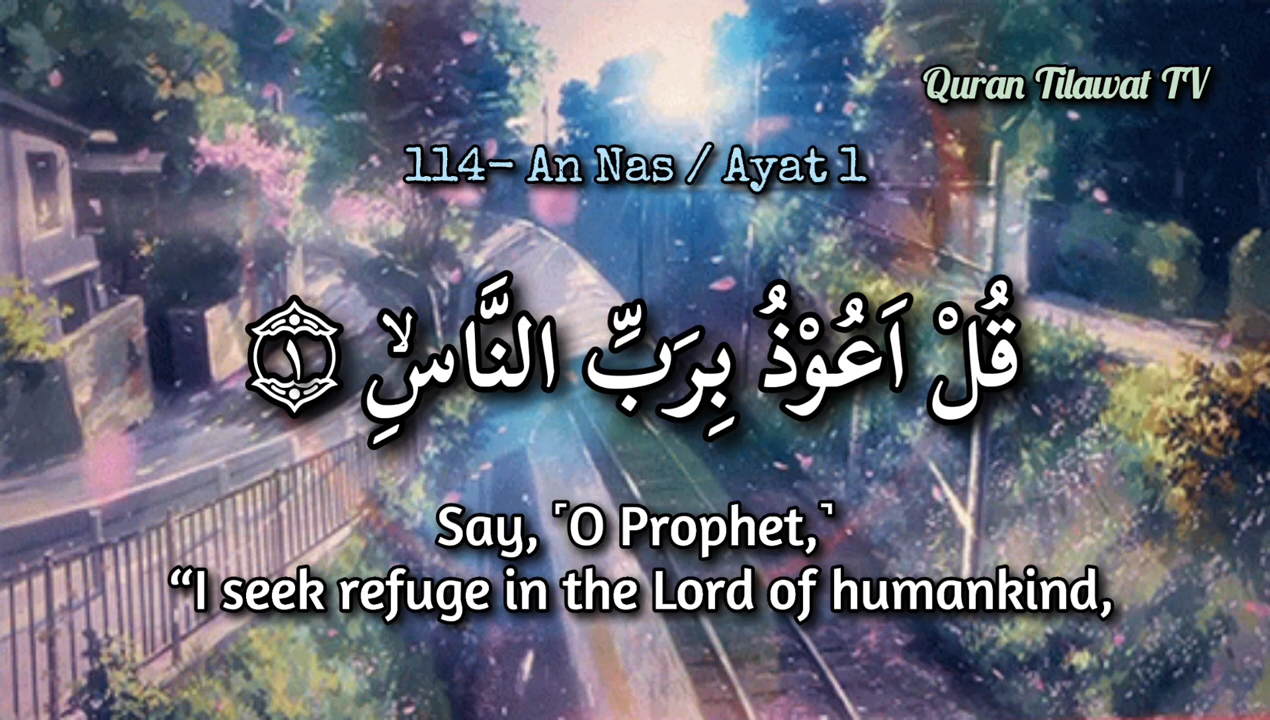 Quran Tilawat TV
114- An Nas / Ayat 1
قُلْ اَعُوْذُ بِرَبِّ النَّاسِۙ ١
Say, ˹O Prophet,˺
“I seek refuge in the Lord of humankind,